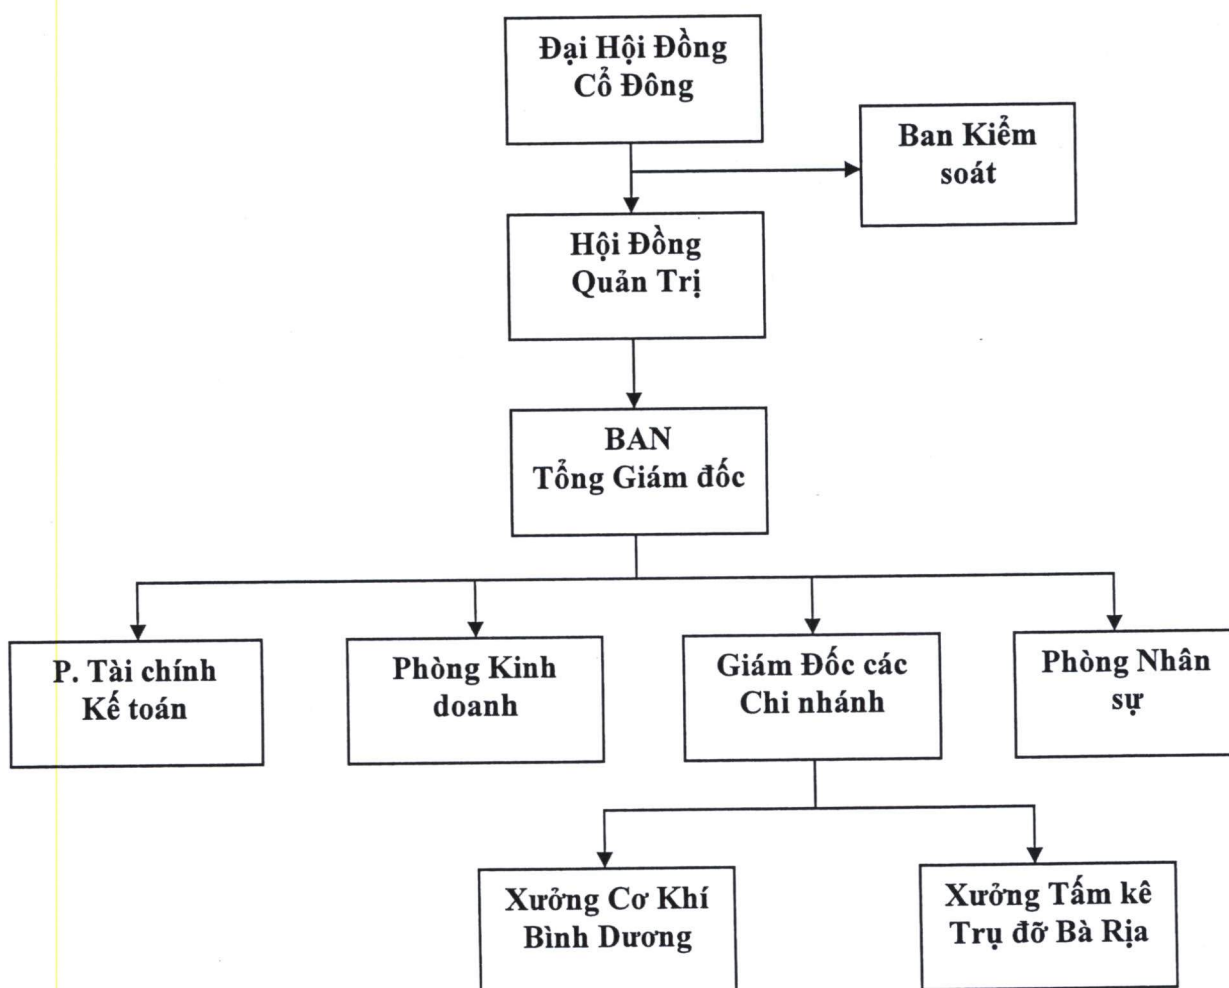 Đại Hội Đồng
Cổ Đông
Ban Kiểm
soát
Hội Đồng
Quản Trị
BAN
Tổng Giám đốc
P. Tài chính
Kế toán
Phòng Kinh
doanh
Giám Đốc các
Chi nhánh
Phòng Nhân
sự
Xưởng Cơ Khí
Bình Dương
Xưởng Tấm kê
Trụ đỡ Bà Rịa